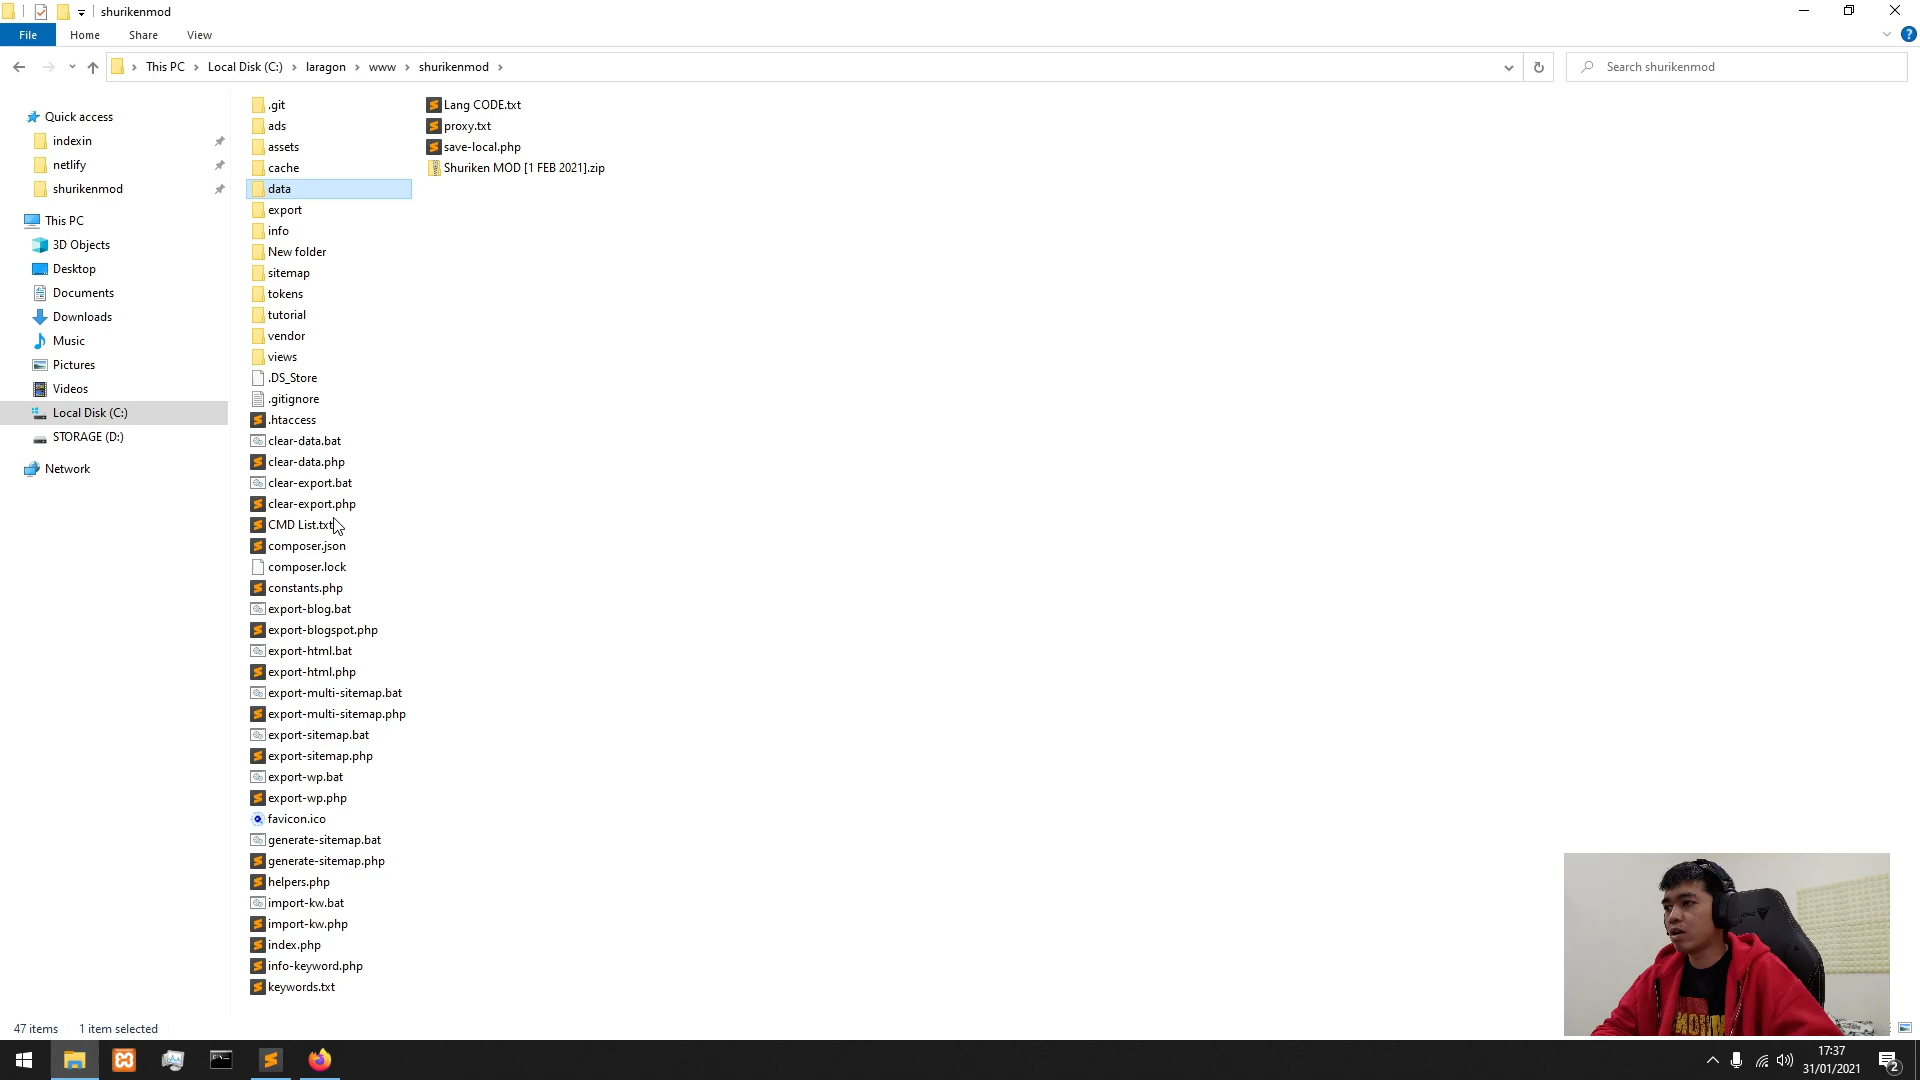 shurikenmod
File
Home
Share
View
This PC
Local Disk (C:)
laragon
www
shurikenmod
Search shurikenmod
Quick access
indexin
netlify
shurikenmod
This PC
3D Objects
Desktop
Documents
Downloads
Music
Pictures
Videos
Local Disk (C:)
STORAGE (D:)
Network
.git
ads
assets
cache
data
export
info
New folder
sitemap
tokens
tutorial
vendor
views
.DS_Store
.gitignore
.htaccess
clear-data.bat
clear-data.php
clear-export.bat
clear-export.php
CMD List.txt
composer.json
composer.lock
constants.php
export-blog.bat
export-blogspot.php
export-html.bat
export-html.php
export-multi-sitemap.bat
export-multi-sitemap.php
export-sitemap.bat
export-sitemap.php
export-wp.bat
export-wp.php
favicon.ico
generate-sitemap.bat
generate-sitemap.php
helpers.php
import-kw.bat
import-kw.php
index.php
info-keyword.php
keywords.txt
Lang CODE.txt
proxy.txt
save-local.php
Shuriken MOD [1 FEB 2021].zip
47 items
1 item selected
17:37
31/01/2021
2